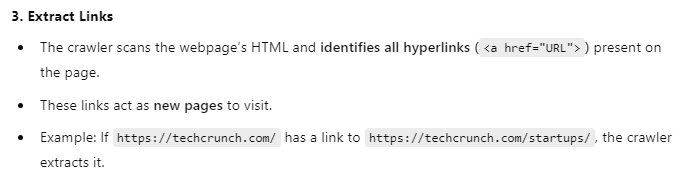 3. Extract Links
• The crawler scans the webpage’s HTML and identifies all hyperlinks ( <a href="URL"> ) present on
the page.
• These links act as new pages to visit.
• Example: If https://techcrunch.com/ has a link to https://techcrunch.com/startups/ , the crawler
extracts it.